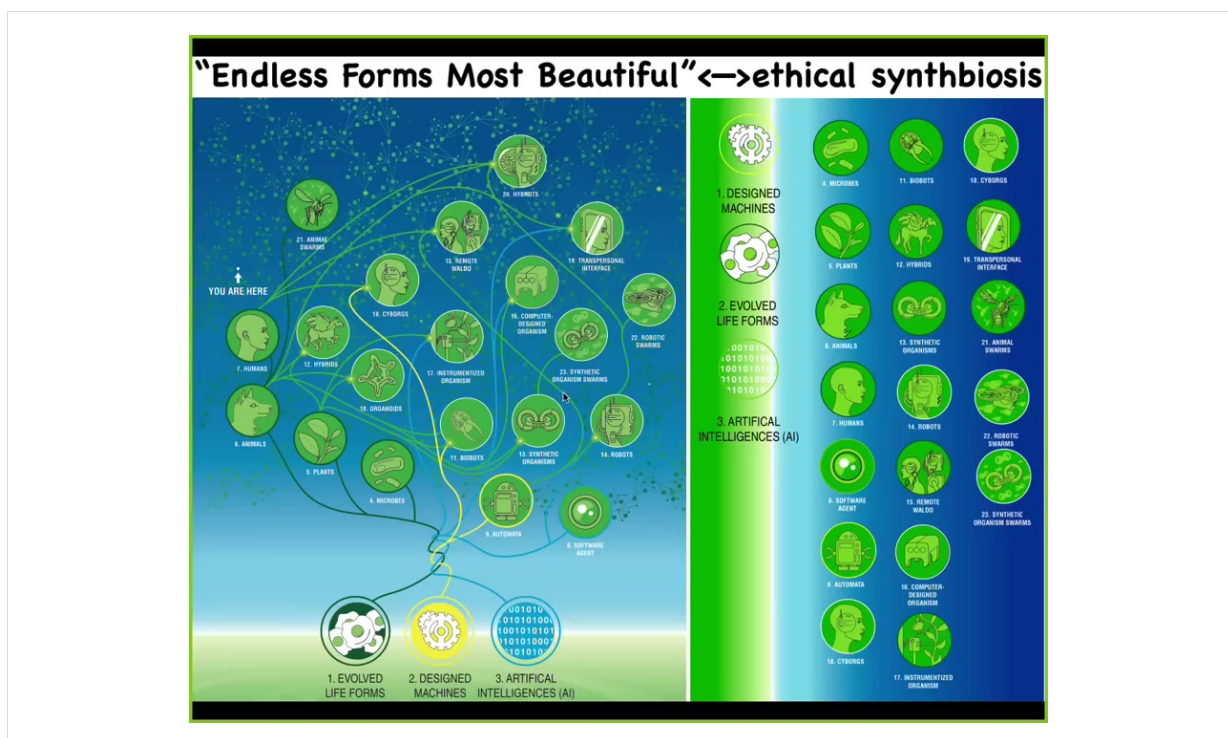 “Endless Forms Most Beautiful”<—>ethical synthbiosis
20. HYBRIOTS
21. ANIMAL
SWARMS
15. REMOTE
WALDO
19. TRANSPERSONAL
INTERFACE
YOU ARE HERE
18. CYBORGS
16. COMPUTER-
DESIGNED
ORGANISM
22. ROBOTIC
SWARMS
7. HUMANS
12. HYBRIDS
17. INSTRUMENTIZED
ORGANISM
23. SYNTHETIC
ORGANISM SWARMS
10. ORGANOIDS
6. ANIMALS
5. PLANTS
11. BIOBOTS
13. SYNTHETIC
ORGANISMS
14. ROBOTS
4. MICROBES
9. AUTOMATA
8. SOFTWARE
AGENT
1. EVOLVED
LIFE FORMS
2. DESIGNED
MACHINES
3. ARTIFICAL
INTELLIGENCES (AI)
1. DESIGNED
MACHINES
2. EVOLVED
LIFE FORMS
3. ARTIFICAL
INTELLIGENCES (AI)
4. MICROBES
11. BIOBOTS
18. CYBORGS
5. PLANTS
12. HYBRIDS
19. TRANSPERSONAL
INTERFACE
6. ANIMALS
13. SYNTHETIC
ORGANISMS
21. ANIMAL
SWARMS
7. HUMANS
14. ROBOTS
22. ROBOTIC
SWARMS
8. SOFTWARE
AGENT
15. REMOTE
WALDO
23. SYNTHETIC
ORGANISM SWARMS
9. AUTOMATA
16. COMPUTER-
DESIGNED
ORGANISM
18. CYBORGS
17. INSTRUMENTIZED
ORGANISM